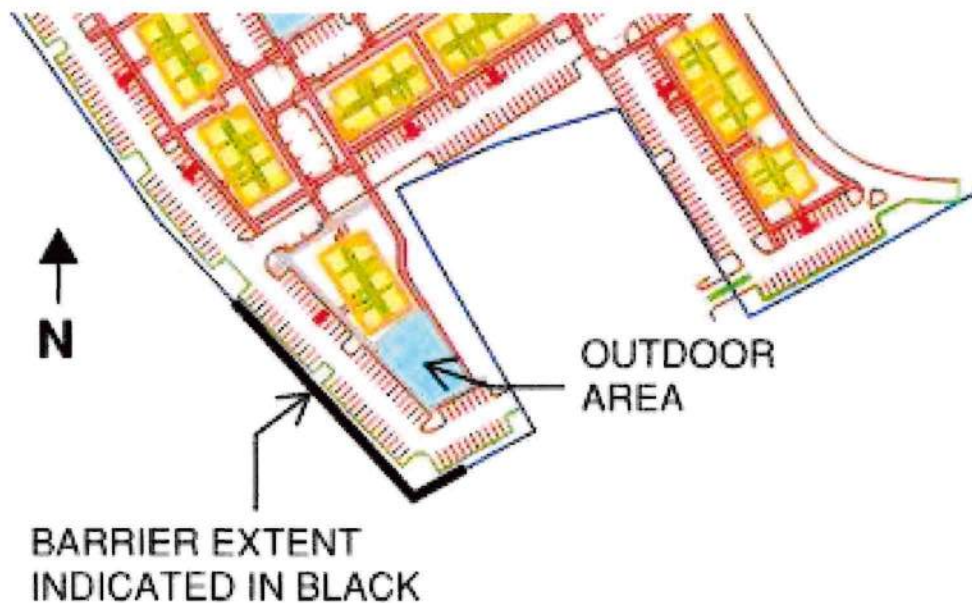 N
OUTDOOR
AREA
BARRIER EXTENT
INDICATED IN BLACK